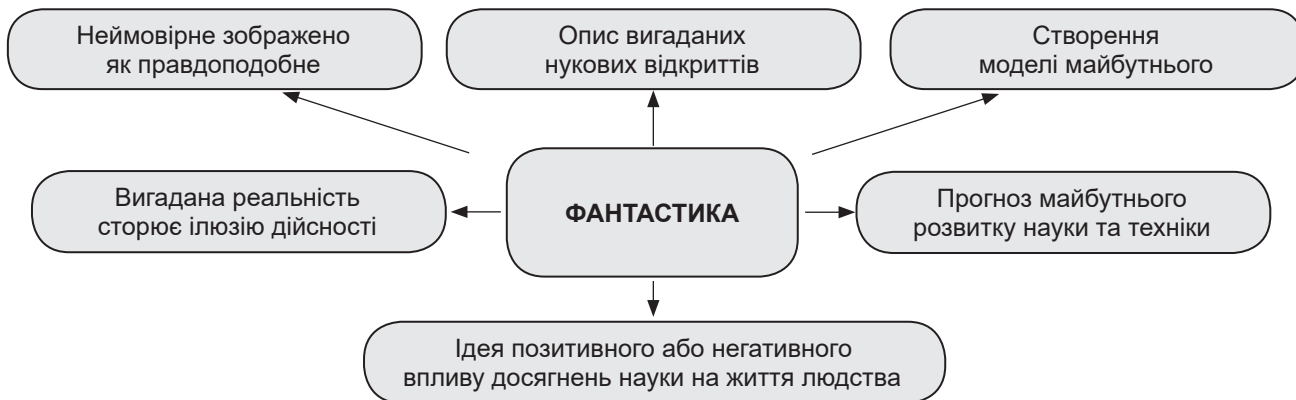 Неймовірне зображено
як правдоподобне
Опис вигаданих
нукових відкриттів
Створення
моделі майбутнього
Вигадана реальність
сторює ілюзію дійсності
ФАНТАСТИКА
Прогноз майбутнього
розвитку науки та техніки
Ідея позитивного або негативного
впливу досягнень науки на життя людства